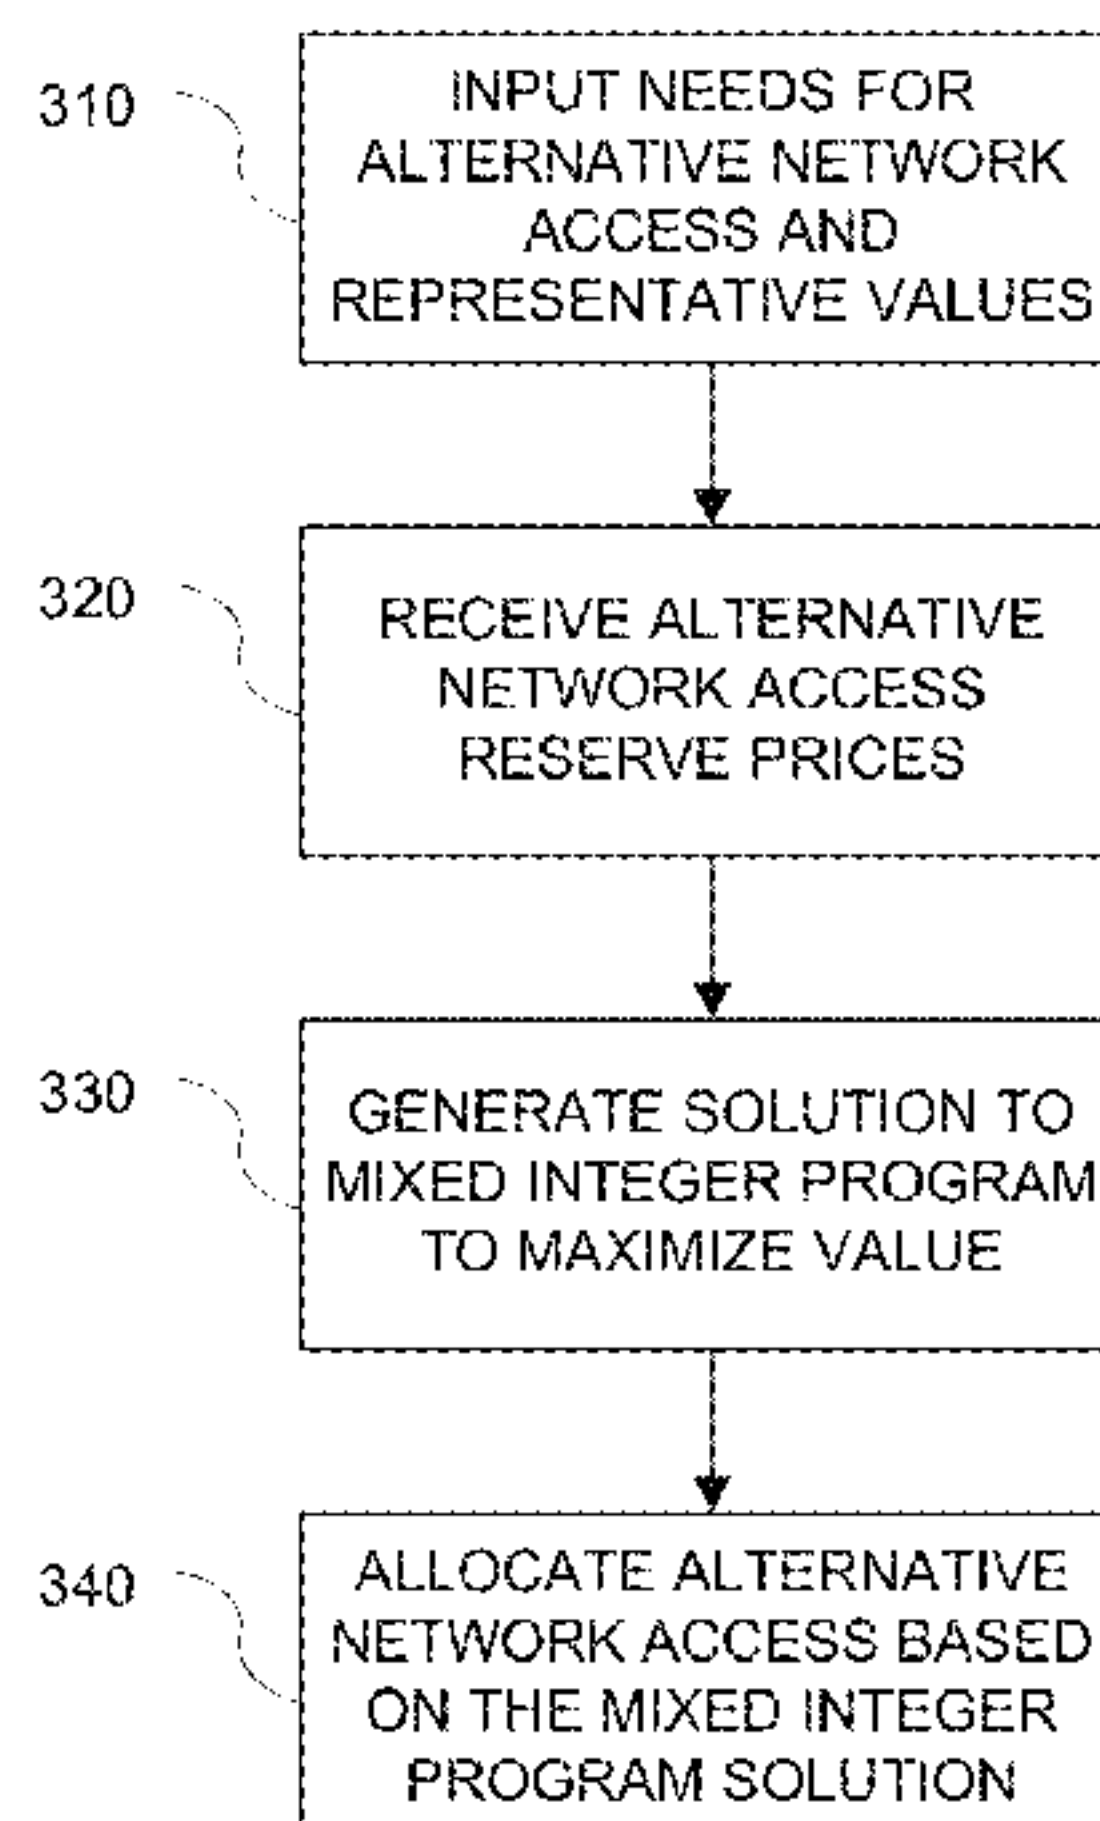 310
INPUT NEEDS FOR
ALTERNATIVE NETWORK
ACCESS AND
REPRESENTATIVE VALUES
320
RECEIVE ALTERNATIVE
NETWORK ACCESS
RESERVE PRICES
330
GENERATE SOLUTION TO
MIXED INTEGER PROGRAM
TO MAXIMIZE VALUE
340
ALLOCATE ALTERNATIVE
NETWORK ACCESS BASED
ON THE MIXED INTEGER
PROGRAM SOLUTION